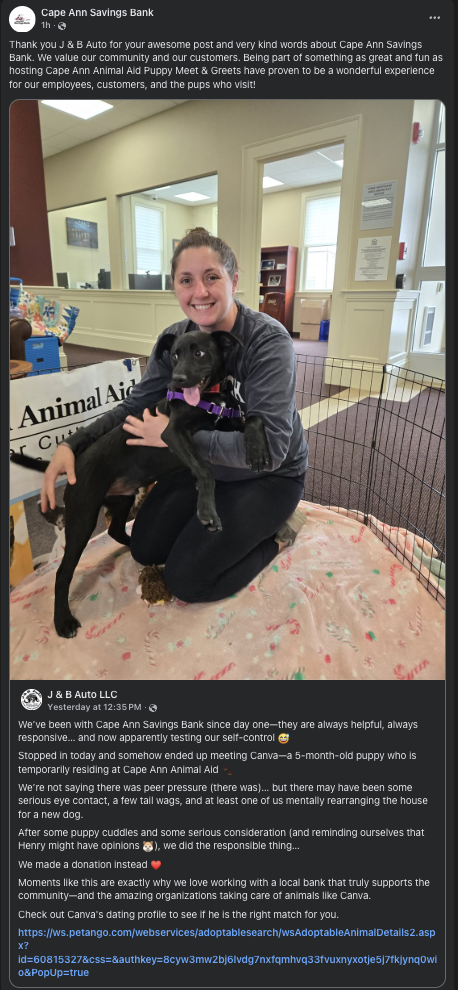 Cape Ann Savings Bank
1h ·
Thank you J & B Auto for your awesome post and very kind words about Cape Ann Savings
Bank. We value our community and our customers. Being part of something as great and fun as
hosting Cape Ann Animal Aid Puppy Meet & Greets have proven to be a wonderful experience
for our employees, customers, and the pups who visit!
Animal Aid
J & B Auto LLC
Yesterday at 12:35 PM ·
We've been with Cape Ann Savings Bank since day one—they are always helpful, always
responsive... and now apparently testing our self-control 😅
Stopped in today and somehow ended up meeting Canva—a 5-month-old puppy who is
temporarily residing at Cape Ann Animal Aid
We're not saying there was peer pressure (there was)... but there may have been some
serious eye contact, a few tail wags, and at least one of us mentally rearranging the house
for a new dog.
After some puppy cuddles and some serious consideration (and reminding ourselves that
Henry might have opinions 🐹), we did the responsible thing...
We made a donation instead ❤️
Moments like this are exactly why we love working with a local bank that truly supports the
community—and the amazing organizations taking care of animals like Canva.
Check out Canva's dating profile to see if he is the right match for you.
https://ws.petango.com/webservices/adoptablesearch/wsAdoptableAnimalDetails2.asp
x?
id=60815327&css=&authkey=8cyw3mw2bj6lvdg7nxfqmhvq33fvuxnyxotje5j7fkjynq0wi
o&PopUp=true